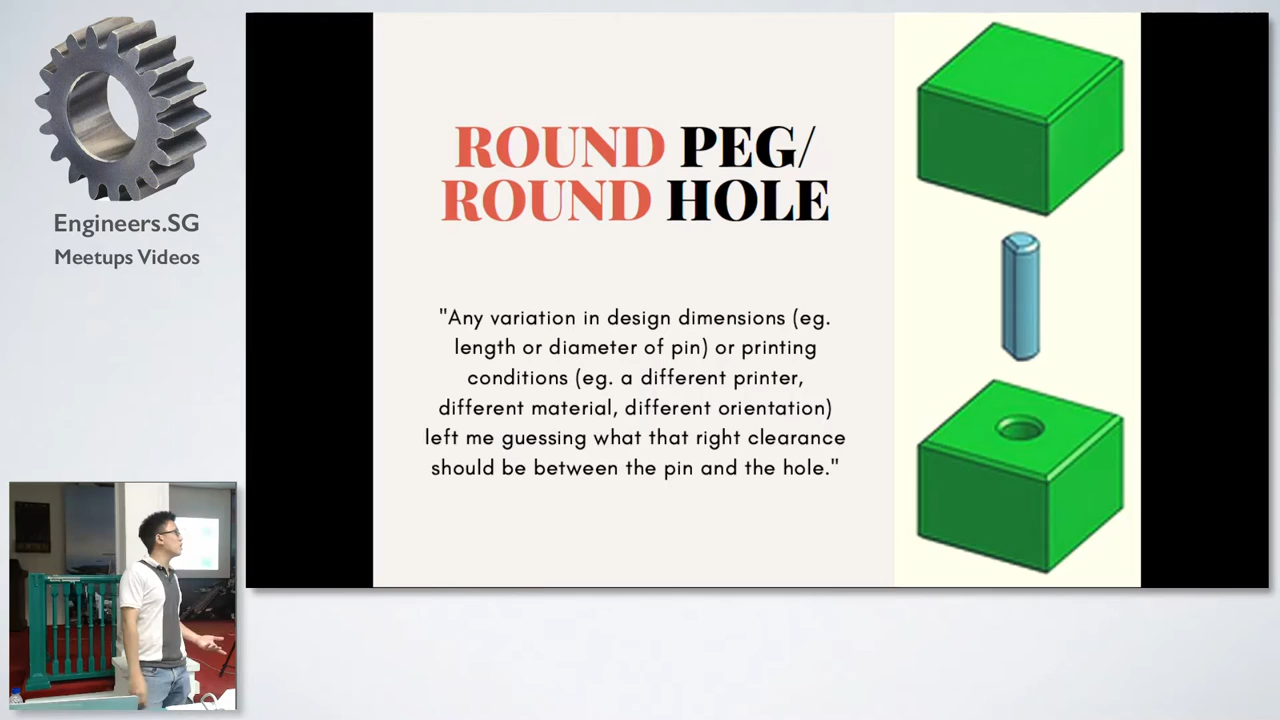 Engineers.SG
Meetups Videos
ROUND PEG/
ROUND HOLE
"Any variation in design dimensions (eg.
length or diameter of pin) or printing
conditions (eg. a different printer,
different material, different orientation)
left me guessing what that right clearance
should be between the pin and the hole."